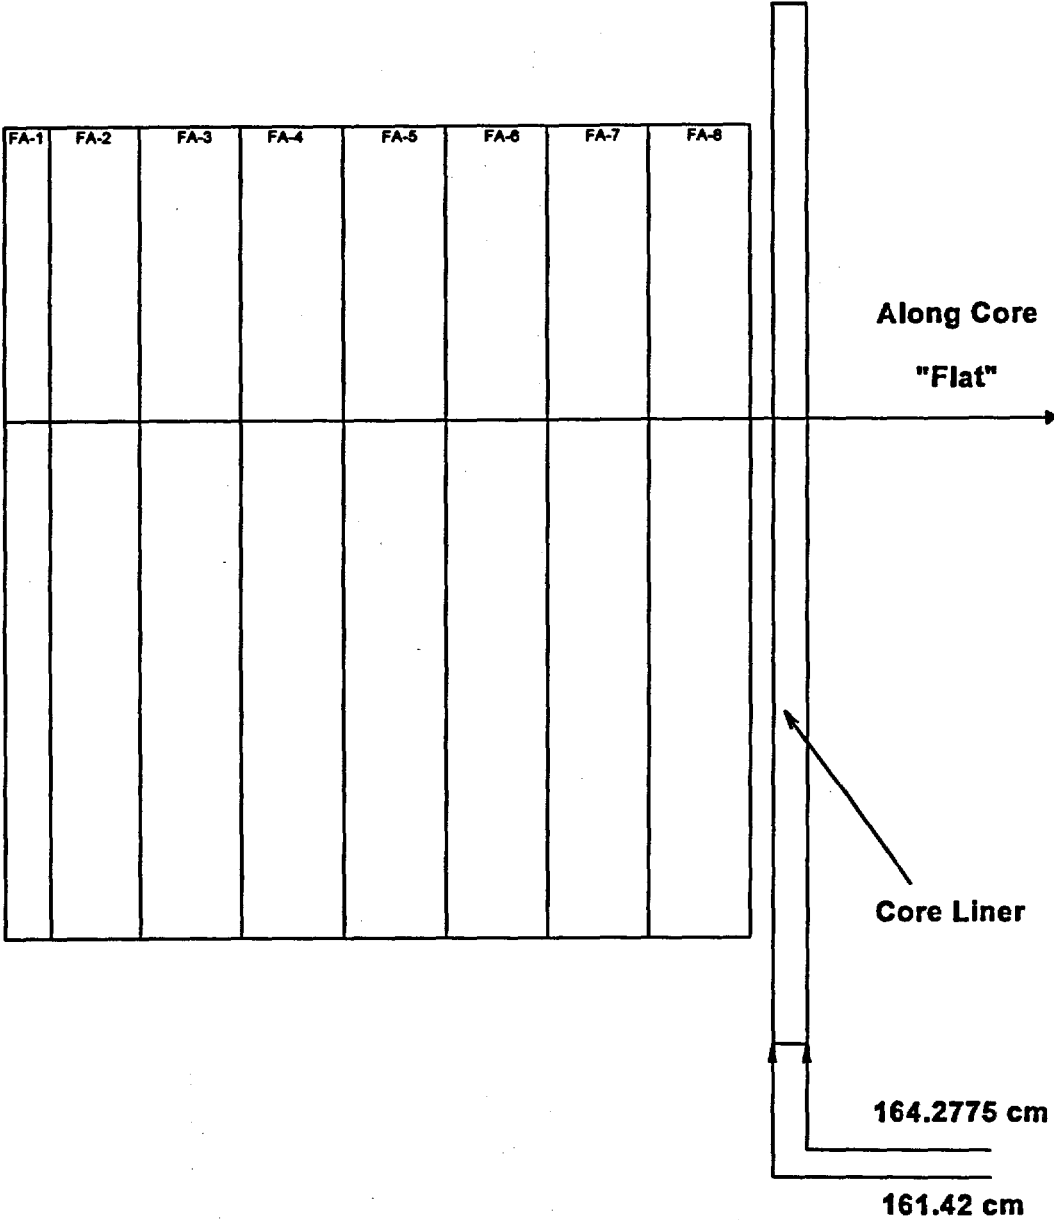 FA-1 FA-2 FA-3 FA-4 FA-5 FA-6 FA-7 FA-8
Along Core
"Flat"
Core Liner
164.2775 cm
161.42 cm